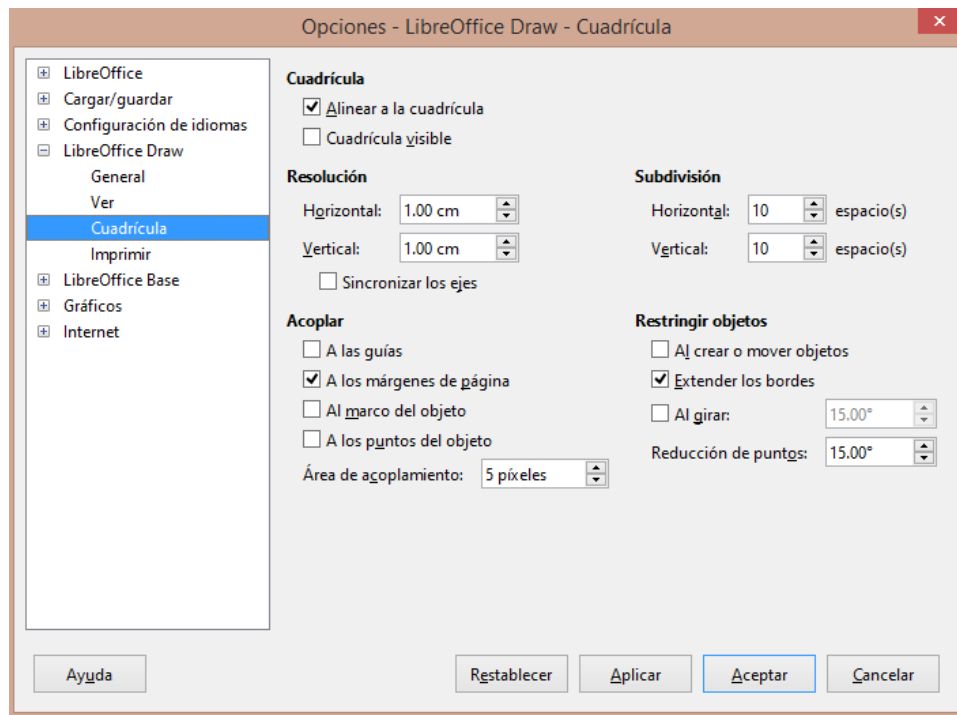 Opciones - LibreOffice Draw - Cuadrícula
LibreOffice
Cargar/guardar
Configuración de idiomas
LibreOffice Draw
General
Ver
Cuadrícula
Imprimir
LibreOffice Base
Gráficos
Internet
Cuadrícula
Alinear a la cuadrícula
Cuadrícula visible
Resolución
Horizontal: 1.00 cm
Vertical: 1.00 cm
Sincronizar los ejes
Subdivisión
Horizontal: 10 espacio(s)
Vertical: 10 espacio(s)
Acoplar
A las guías
A los márgenes de página
Al marco del objeto
A los puntos del objeto
Área de acoplamiento: 5 píxeles
Restringir objetos
Al crear o mover objetos
Extender los bordes
Al girar: 15.00°
Reducción de puntos: 15.00°
Ayuda Restablecer Aplicar Aceptar Cancelar